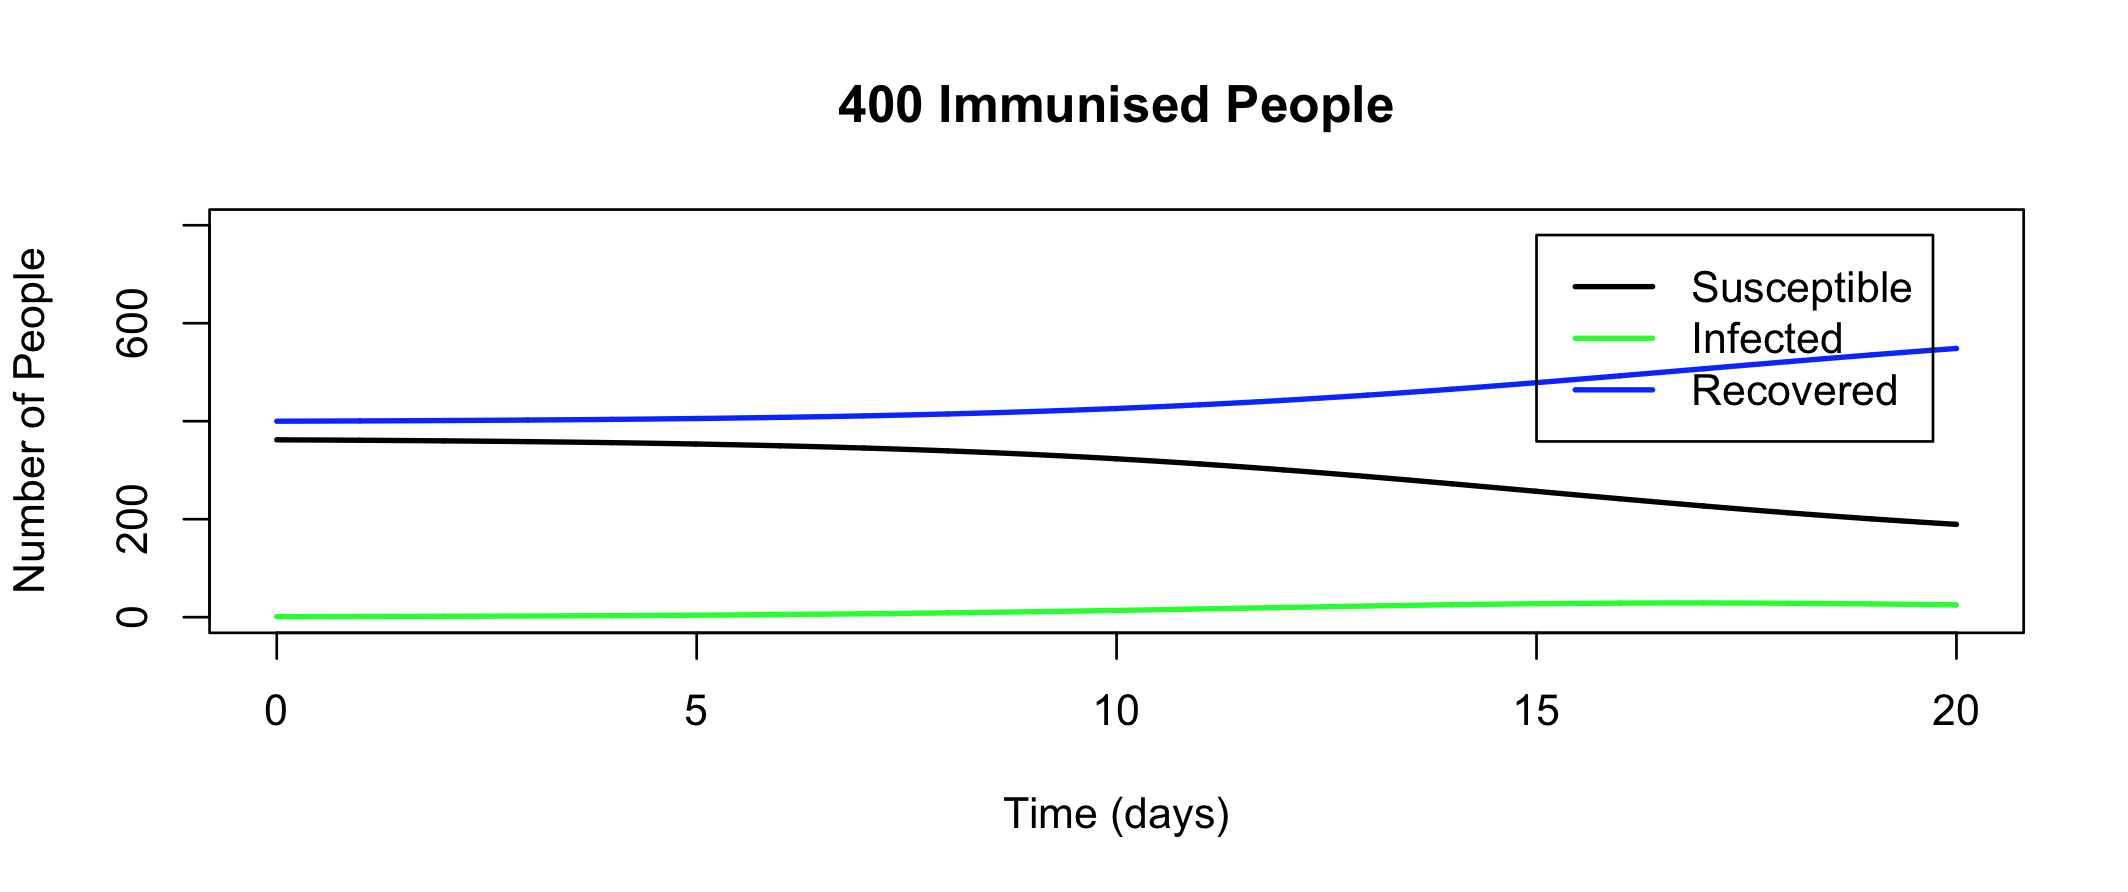 400 Immunised People
Number of People
600
200
0
Susceptible
Infected
Recovered
0 5 10 15 20
Time (days)